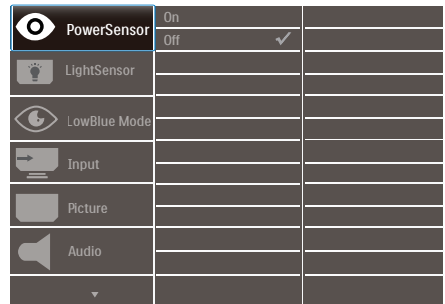 PowerSensor
On
Off
LightSensor
LowBlue Mode
Input
Picture
Audio